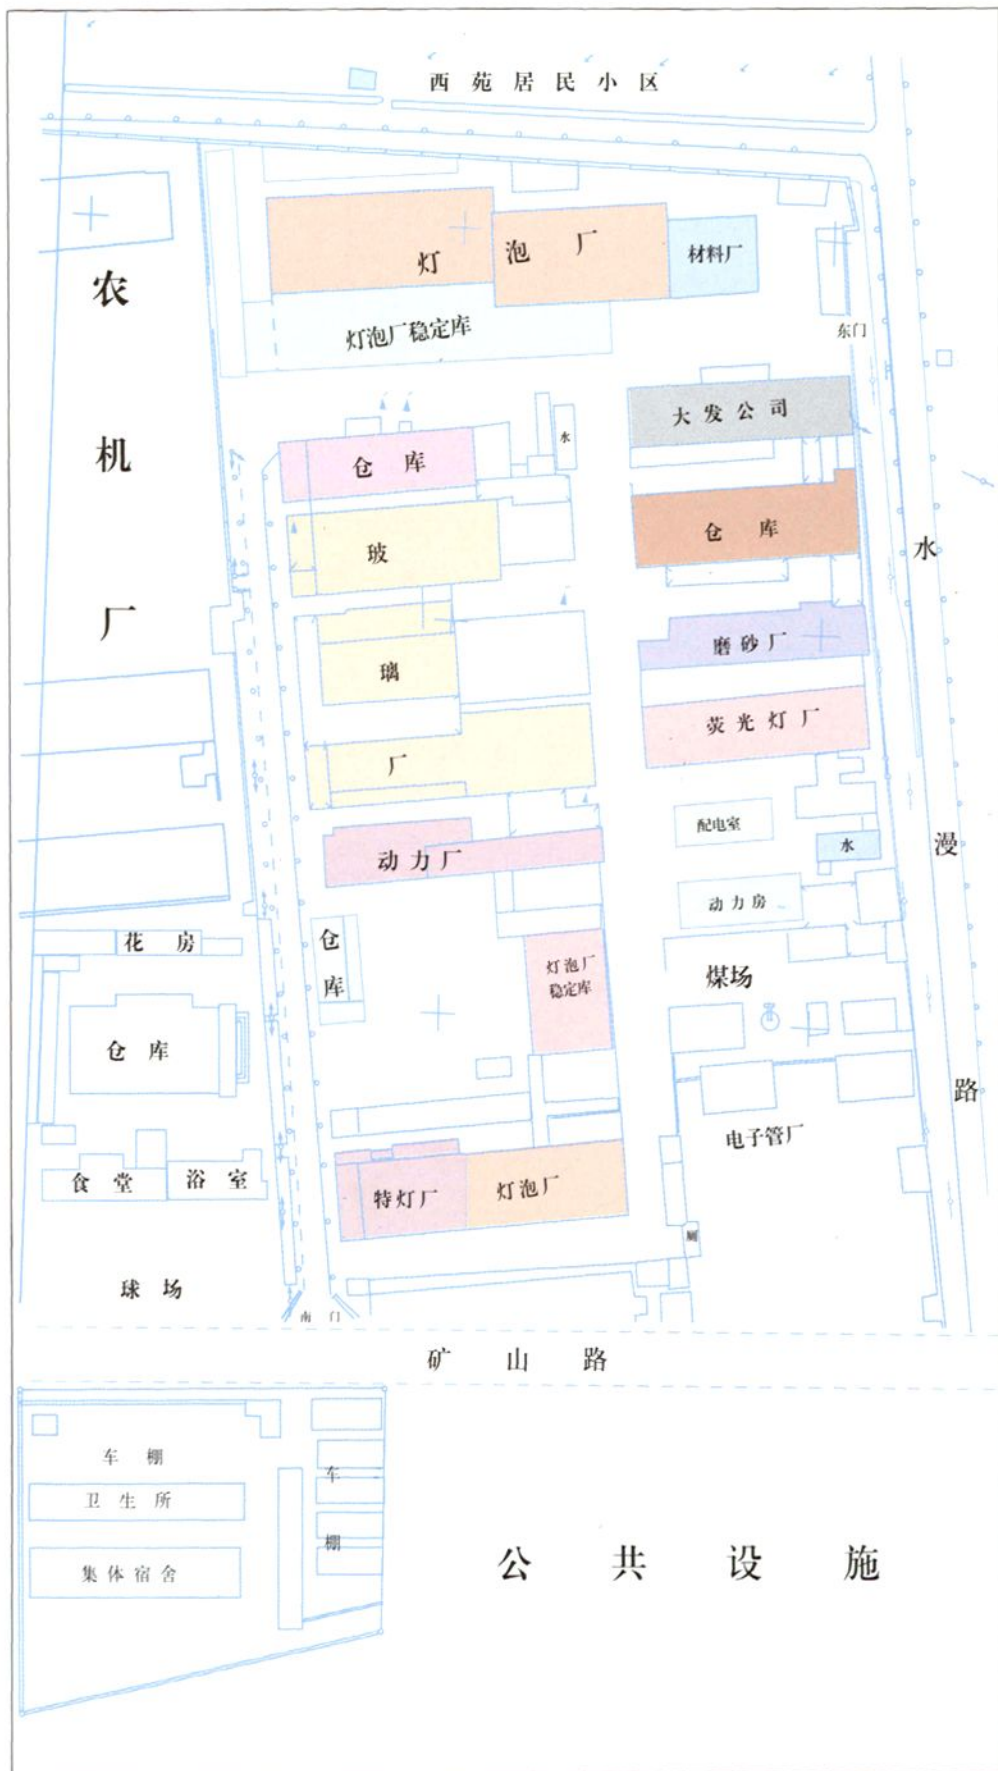 西苑居民小区
农机厂
灯泡厂
材料厂
灯泡厂稳定库
东门
大发公司
仓库
水
仓库
玻璃厂
水漫路
磨砂厂
荧光灯厂
配电室
水
动力厂
动力房
花房
仓库
灯泡厂
稳定库
煤场
仓库
电子管厂
食堂
浴室
特灯厂
灯泡厂
厕
球场
南门
矿山路
车棚
卫生所
车棚
集体宿舍
公共设施